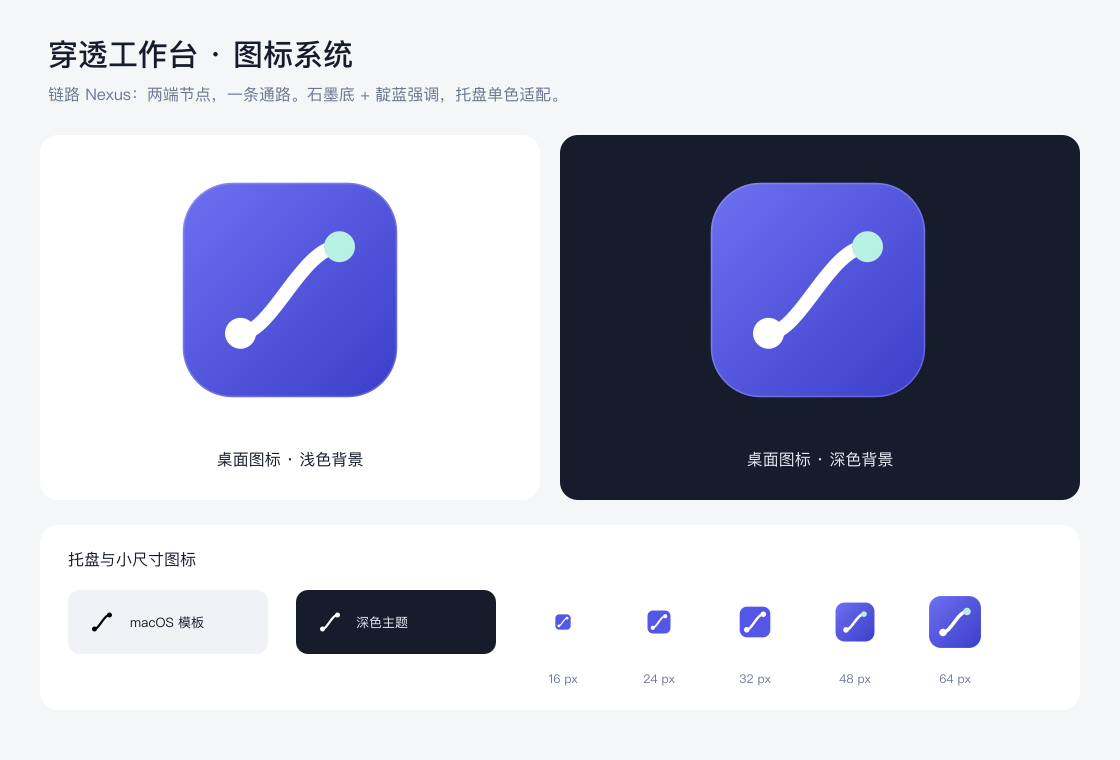 穿透工作台 · 图标系统
链路 Nexus：两端节点，一条通路。石墨底 + 靛蓝强调，托盘单色适配。
桌面图标 · 浅色背景
桌面图标 · 深色背景
托盘与小尺寸图标
macOS 模板
深色主题
16 px
24 px
32 px
48 px
64 px